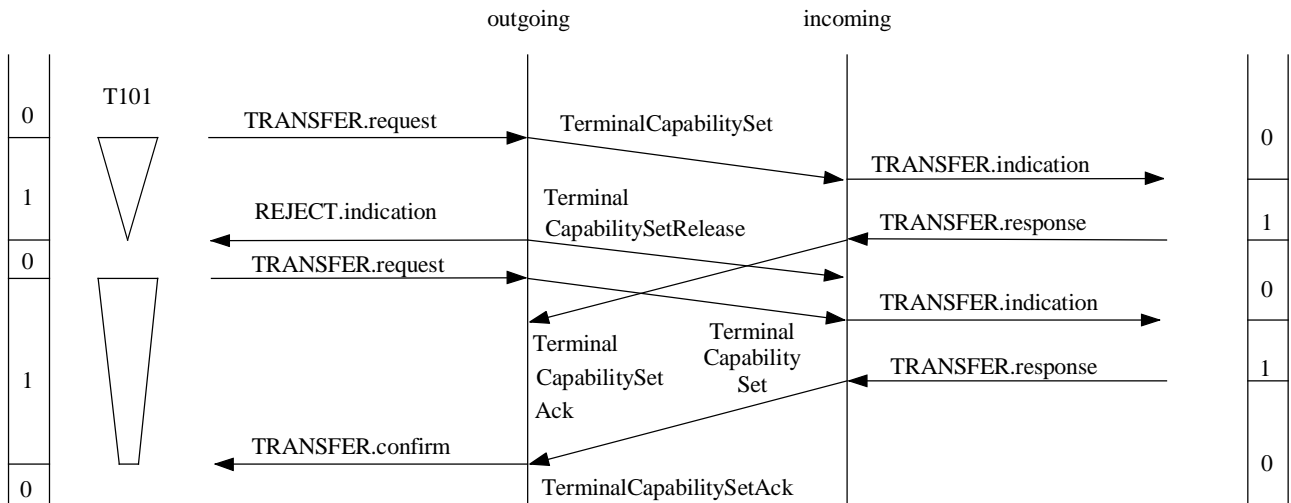 outgoing
incoming
T101
0
TRANSFER.request
TerminalCapabilitySet
0
TRANSFER.indication
1
REJECT.indication
Terminal
CapabilitySetRelease
TRANSFER.response
1
0
TRANSFER.request
0
TRANSFER.indication
Terminal
CapabilitySet
Ack
Terminal
Capability
Set
1
TRANSFER.response
1
TRANSFER.confirm
0
0
TerminalCapabilitySetAck